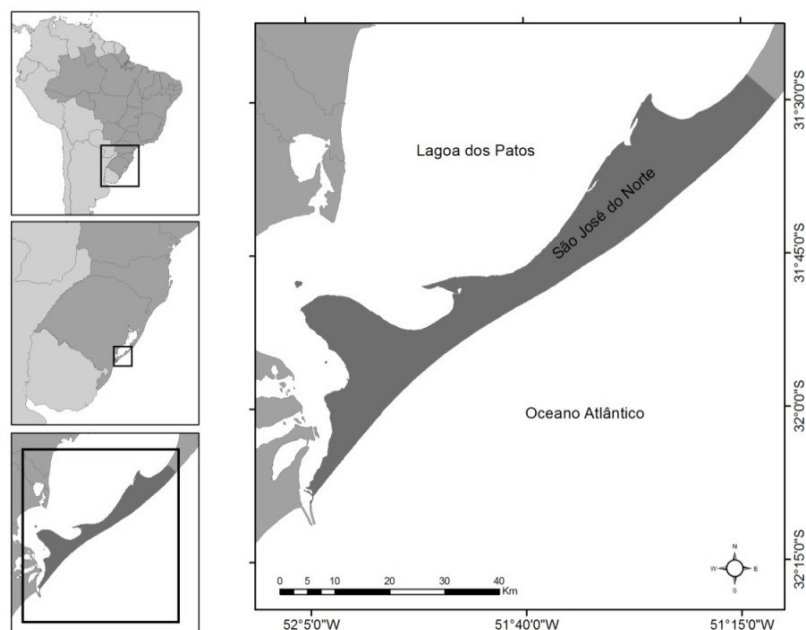 Lagoa dos Patos
São José do Norte
Oceano Atlântico
31°30'0"S
31°45'0"S
32°0'0"S
32°15'0"S
N
W E
S
0 5 10 20 30 40
Km
52°5'0"W 51°40'0"W 51°15'0"W